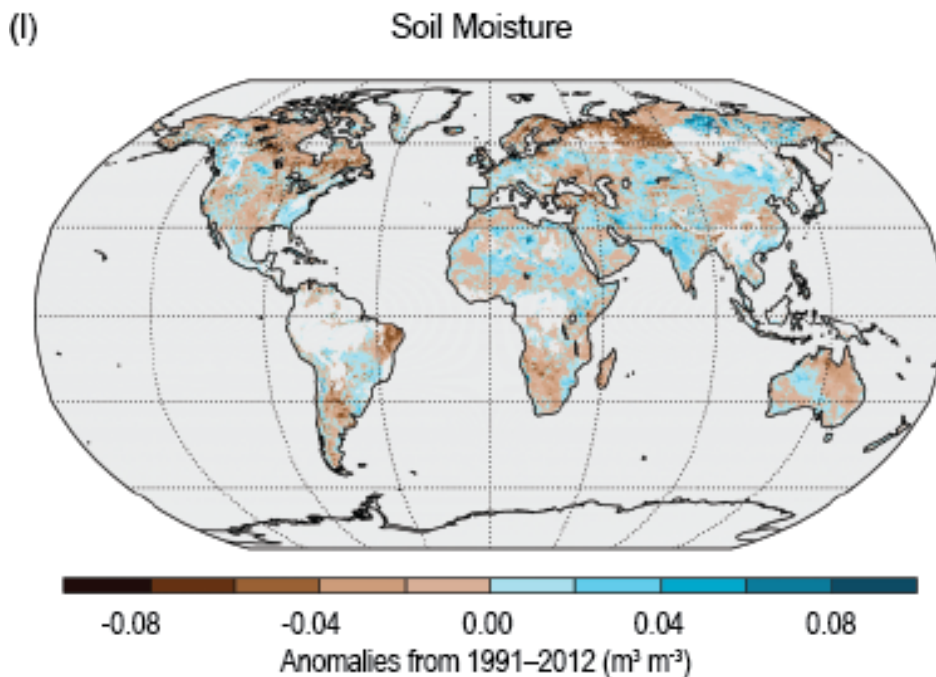 (l) Soil Moisture
-0.08 -0.04 0.00 0.04 0.08
Anomalies from 1991–2012 (m³ m⁻³)